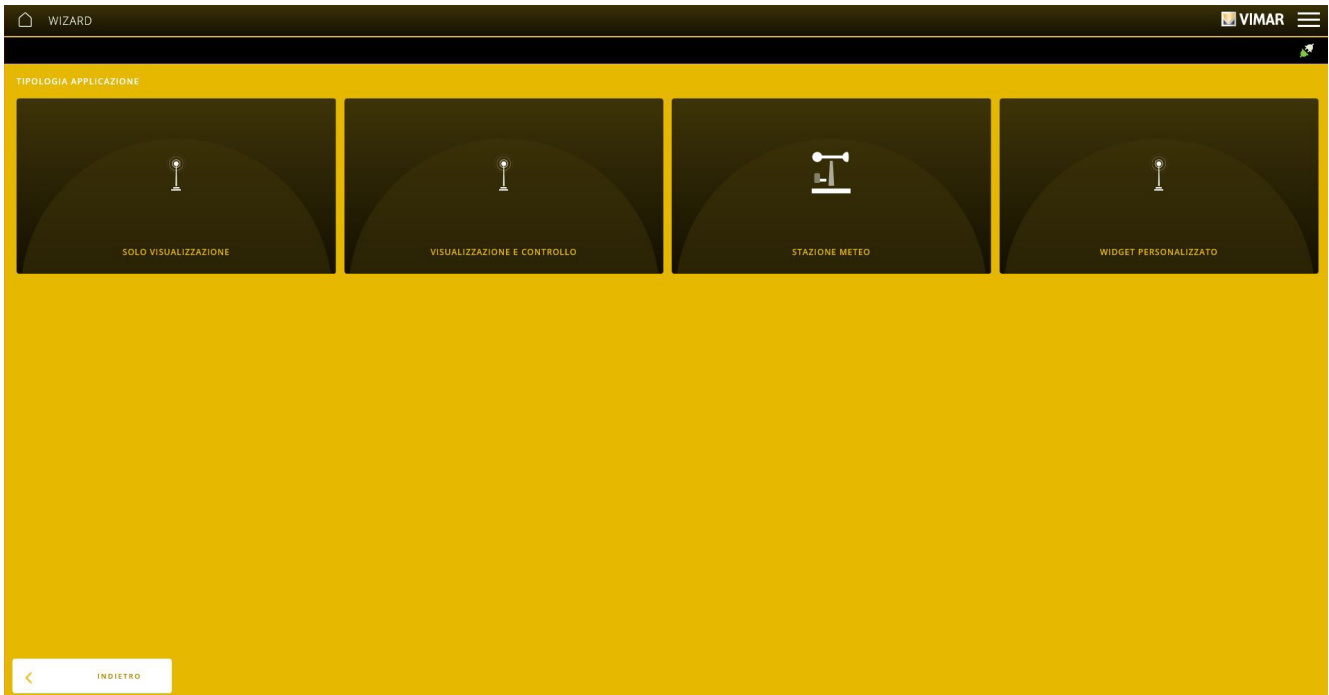 WIZARD
VIMAR
TIPOLOGIA APPLICAZIONE
SOLO VISUALIZZAZIONE
VISUALIZZAZIONE E CONTROLLO
STAZIONE METEO
WIDGET PERSONALIZZATO
INDIETRO